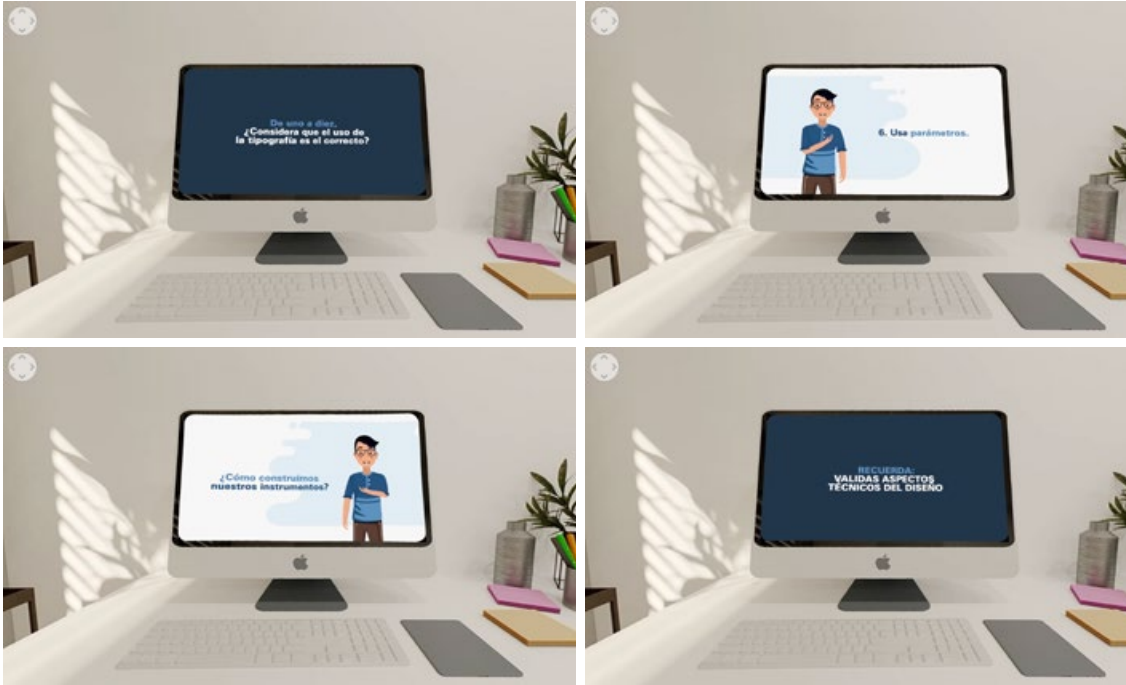 De uno a diez,
¿Considera que el uso de
la tipografía es el correcto?
6. Usa parámetros.
¿Cómo construimos
nuestros instrumentos?
RECUERDA:
VALIDAS ASPECTOS
TÉCNICOS DEL DISEÑO